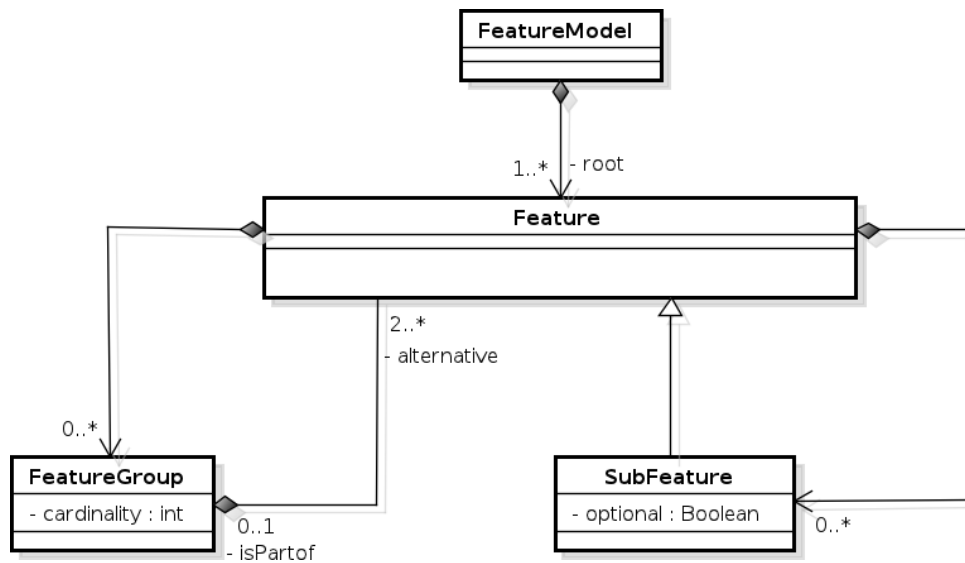 FeatureModel
1..*
- root
Feature
2..*
- alternative
0..*
FeatureGroup
- cardinality : int
0..1
- isPartof
SubFeature
- optional : Boolean
0..*